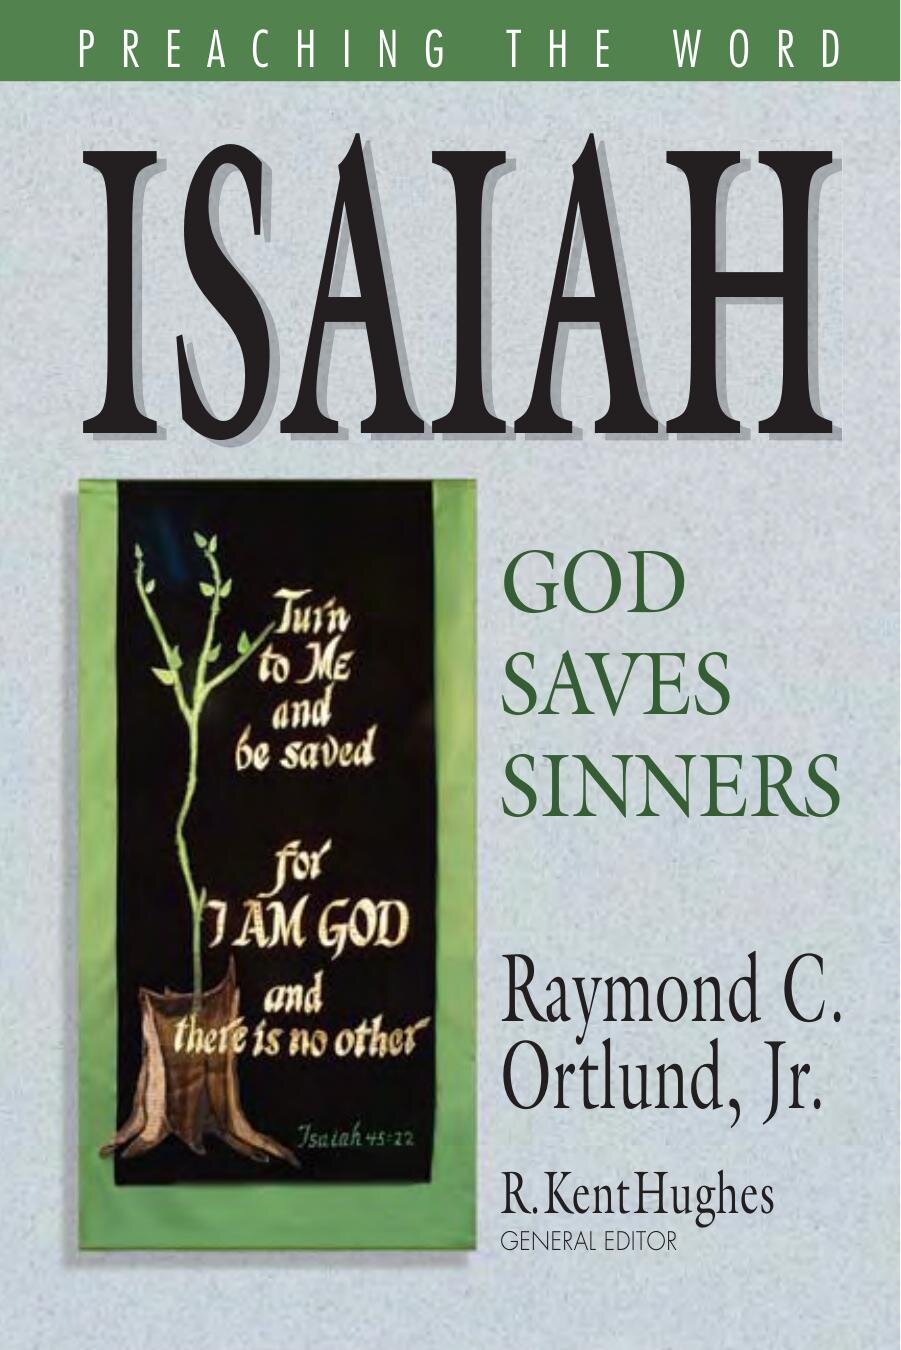 PREACHING THE WORD
ISAIAH
Turn
to ME
and
be saved
for
I AM GOD
and
there is no other
Isaiah 45:22
GOD
SAVES
SINNERS
Raymond C.
Ortlund, Jr.
R. Kent Hughes
GENERAL EDITOR